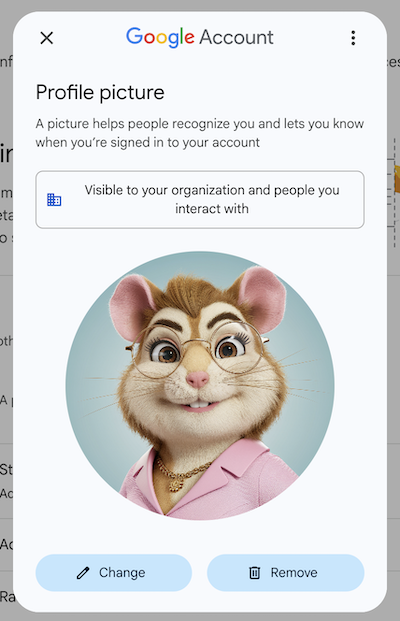 Google Account
Profile picture
A picture helps people recognize you and lets you know
when you're signed in to your account
Visible to your organization and people you
interact with
Change
Remove